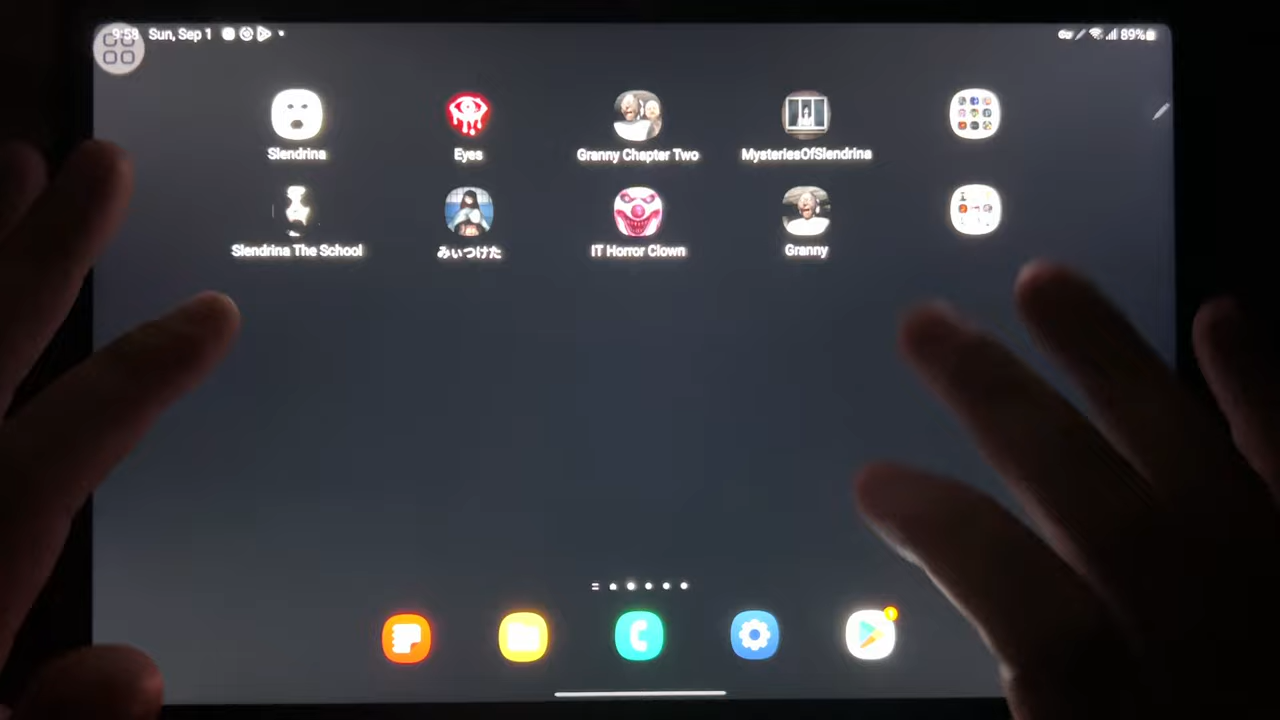 9:58 Sun, Sep 1 89%
Slendrina
Eyes
Granny Chapter Two
MysteriesOfSlendrina
Slendrina The School
みぃつけた
IT Horror Clown
Granny